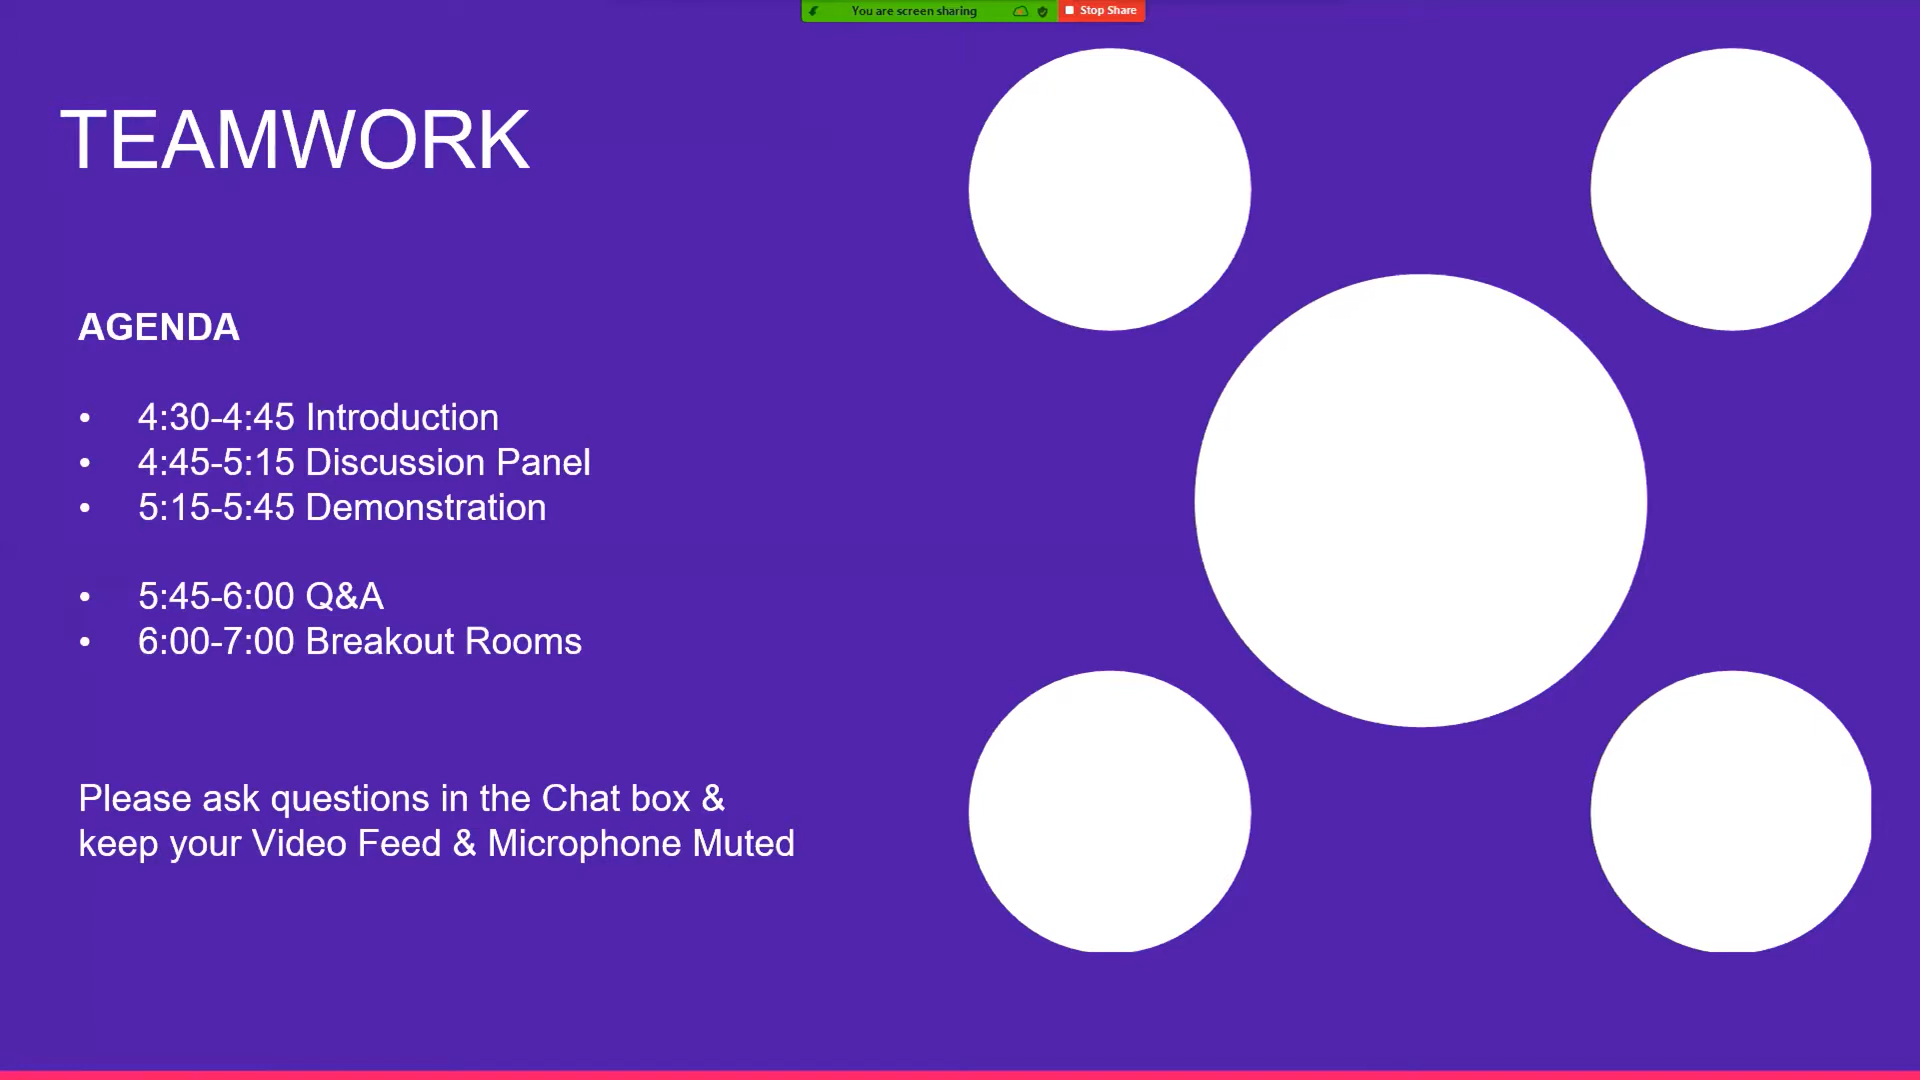 You are screen sharing
Stop Share
TEAMWORK
AGENDA
• 4:30-4:45 Introduction
• 4:45-5:15 Discussion Panel
• 5:15-5:45 Demonstration
• 5:45-6:00 Q&A
• 6:00-7:00 Breakout Rooms
Please ask questions in the Chat box &
keep your Video Feed & Microphone Muted